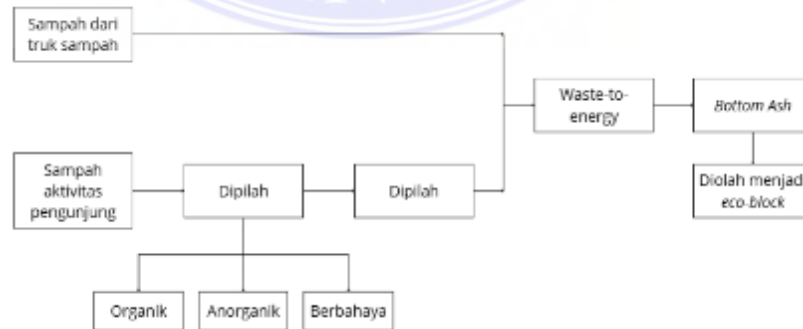 Sampah dari
truk sampah
Waste-to-
energy
Bottom Ash
Sampah
aktivitas
pengunjung
Dipilah
Dipilah
Diolah menjad
eco-block
Organik
Anorganik
Berbahaya